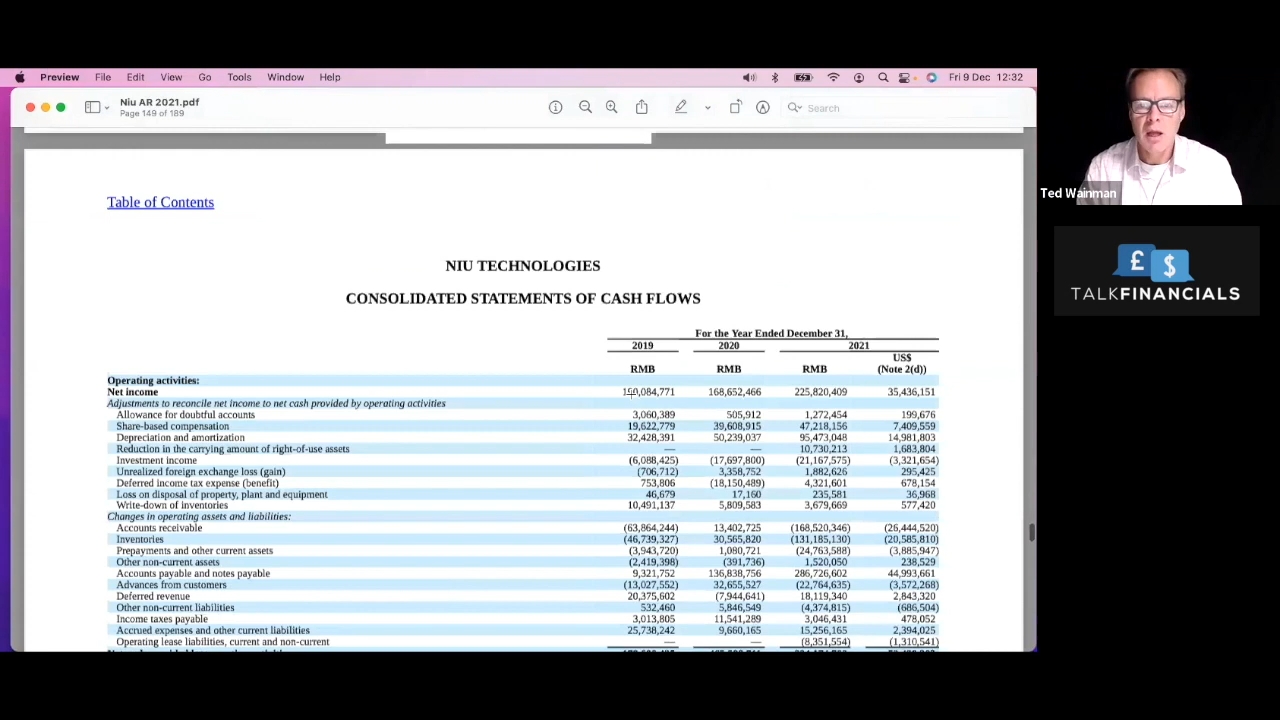 Preview File Edit View Go Tools Window Help Fri 9 Dec 12:32
Niu AR 2021.pdf
Page 149 of 189
Search
Ted Wainman
£ $
TALKFINANCIALS
Table of Contents
NIU TECHNOLOGIES
CONSOLIDATED STATEMENTS OF CASH FLOWS
For the Year Ended December 31,
2019 2020 2021
US$
RMB RMB RMB (Note 2(d))
Operating activities:
Net income 190,084,771 168,652,466 225,820,409 35,436,151
Adjustments to reconcile net income to net cash provided by operating activities
Allowance for doubtful accounts 3,060,389 505,912 1,272,454 199,676
Share-based compensation 19,622,779 39,608,915 47,218,156 7,409,559
Depreciation and amortization 32,428,391 50,239,037 95,473,048 14,981,803
Reduction in the carrying amount of right-of-use assets — — 10,730,213 1,683,804
Investment income (6,088,425) (17,697,800) (21,167,575) (3,321,654)
Unrealized foreign exchange loss (gain) (706,712) 3,358,752 1,882,626 295,425
Deferred income tax expense (benefit) 753,806 (18,150,489) 4,321,601 678,154
Loss on disposal of property, plant and equipment 46,679 17,160 235,581 36,968
Write-down of inventories 10,491,137 5,809,583 3,679,669 577,420
Changes in operating assets and liabilities:
Accounts receivable (63,864,244) 13,402,725 (168,520,346) (26,444,520)
Inventories (46,739,327) 30,565,820 (131,185,130) (20,585,810)
Prepayments and other current assets (3,943,720) 1,080,721 (24,763,588) (3,885,947)
Other non-current assets (2,419,398) (391,736) 1,520,050 238,529
Accounts payable and notes payable 9,321,752 136,838,756 286,726,602 44,993,661
Advances from customers (13,027,552) 32,655,527 (22,764,635) (3,572,268)
Deferred revenue 20,375,602 (7,944,641) 18,119,340 2,843,320
Other non-current liabilities 532,460 5,846,549 (4,374,815) (686,504)
Income taxes payable 3,013,805 11,541,289 3,046,431 478,052
Accrued expenses and other current liabilities 25,738,242 9,660,165 15,256,165 2,394,025
Operating lease liabilities, current and non-current — — (8,351,554) (1,310,541)